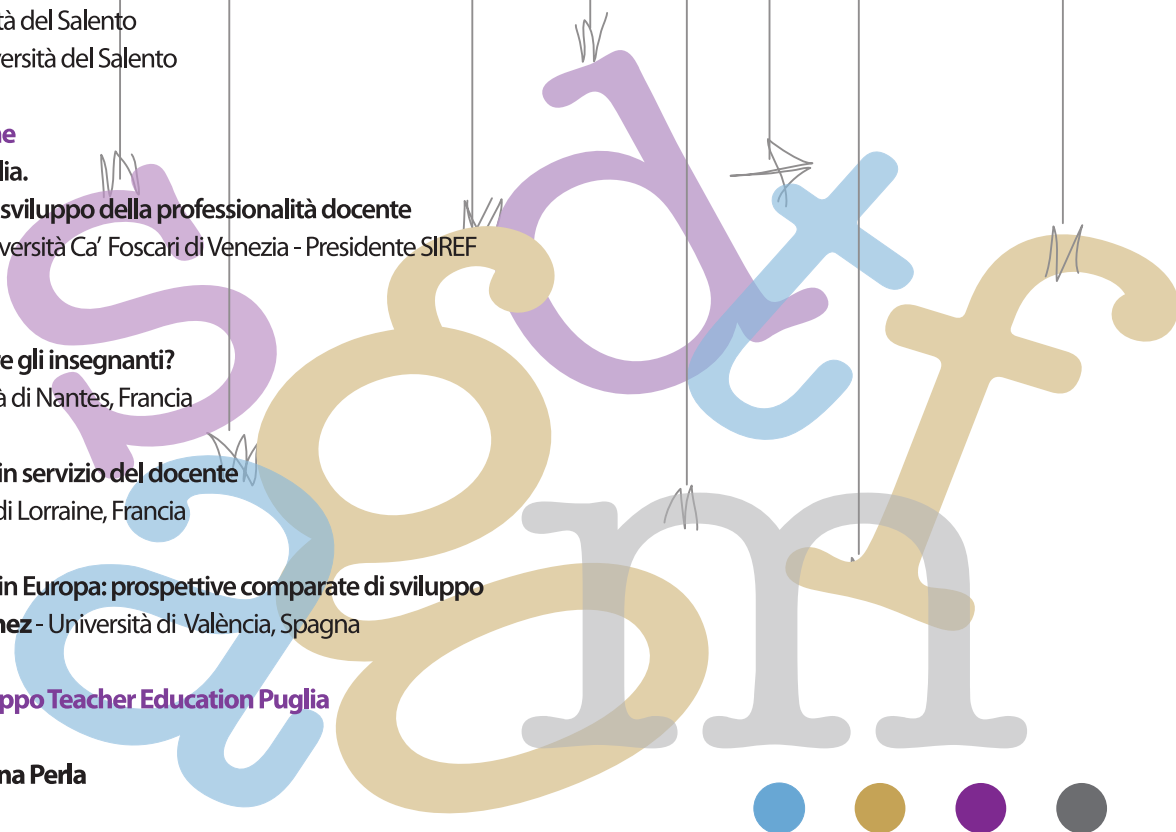 tà del Salento
ersità del Salento
ne
lia.
sviluppo della professionalità docente
versità Ca' Foscari di Venezia - Presidente SIREF
re gli insegnanti?
à di Nantes, Francia
in servizio del docente
di Lorraine, Francia
in Europa: prospettive comparate di sviluppo
nez - Università di València, Spagna
ppo Teacher Education Puglia
na Perla
s
d
t
f
g
a
m